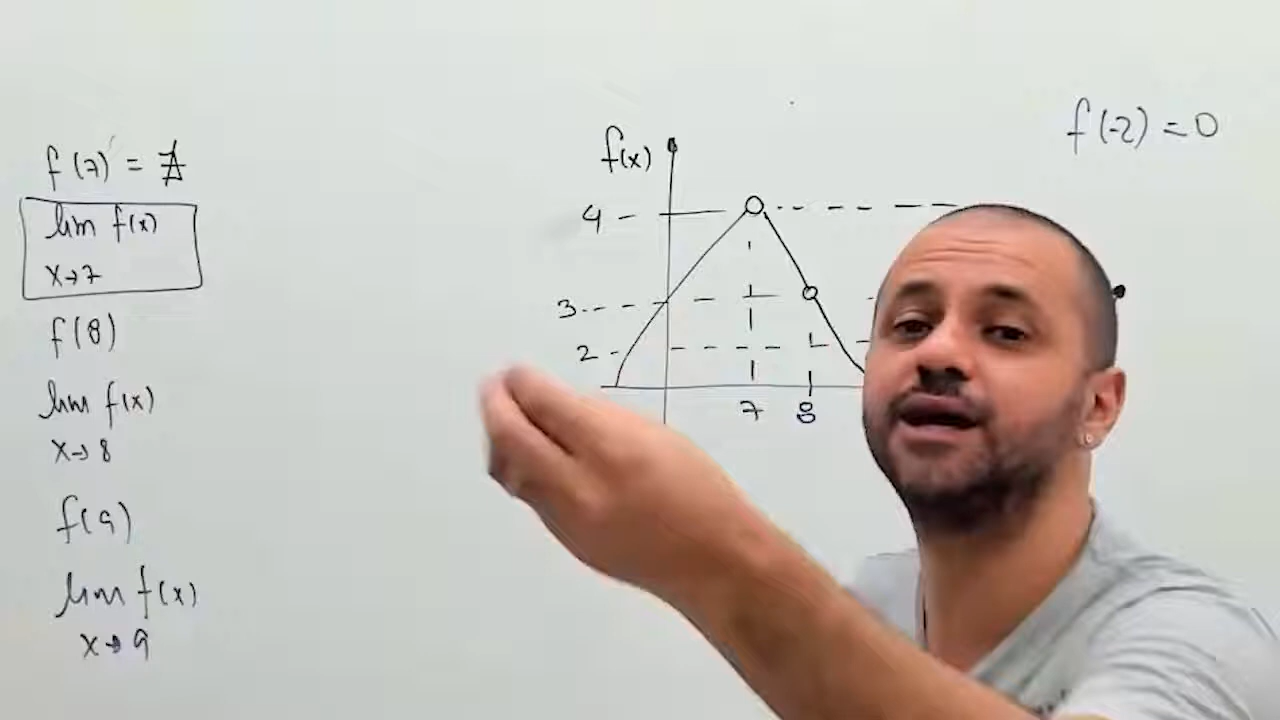 f(7) = ∄
lim f(x)
x→7
f(8)
lim f(x)
x→8
f(9)
lim f(x)
x→9
f(x)
4
3
2
7 8
f(-2) = 0